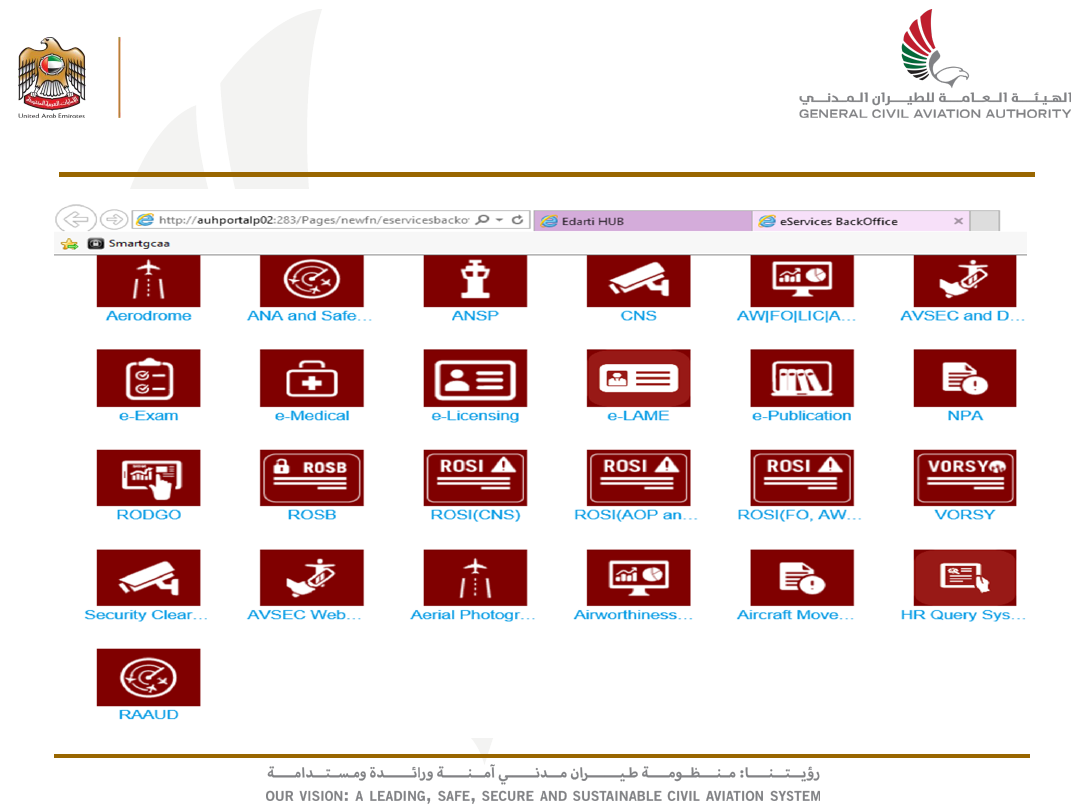 United Arab Emirates
الهيئة العامة للطيران المدني
GENERAL CIVIL AVIATION AUTHORITY
http://auhportalp02:283/Pages/newfn/eservicesbacko
Edarti HUB
eServices BackOffice
Smartgcaa
Aerodrome
ANA and Safe...
ANSP
CNS
AW|FO|LIC|A...
AVSEC and D...
e-Exam
e-Medical
e-Licensing
e-LAME
e-Publication
NPA
ROSB
ROSI
ROSI
ROSI
VORSY
RODGO
ROSB
ROSI(CNS)
ROSI(AOP an...
ROSI(FO, AW...
VORSY
Security Clear...
AVSEC Web...
Aerial Photogr...
Airworthiness...
Aircraft Move...
HR Query Sys...
RAAUD
رؤيتنا: منظومة طيران مدني آمنة ورائدة ومستدامة
OUR VISION: A LEADING, SAFE, SECURE AND SUSTAINABLE CIVIL AVIATION SYSTEM